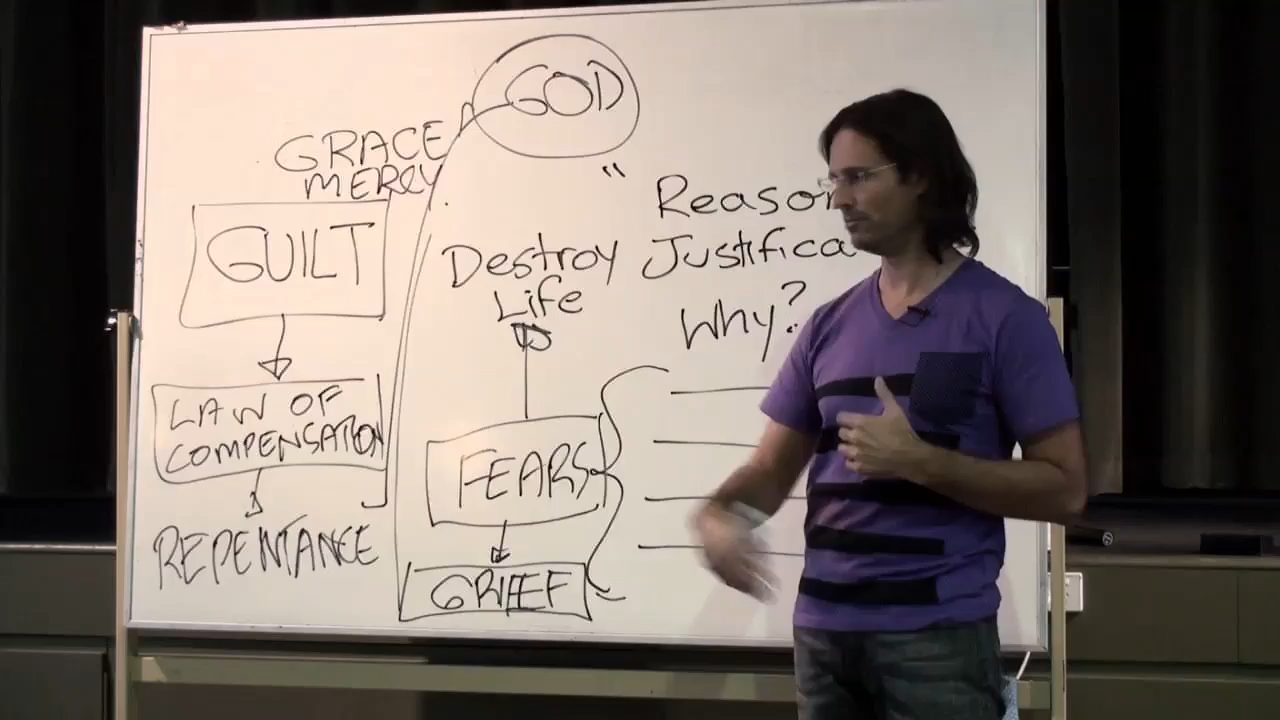 GOD
GRACE
MERCY
GUILT
LAW OF
COMPENSATION
REPENTANCE
Destroy
Life
FEARS
GRIEF
"
Reason
Justifica
Why?